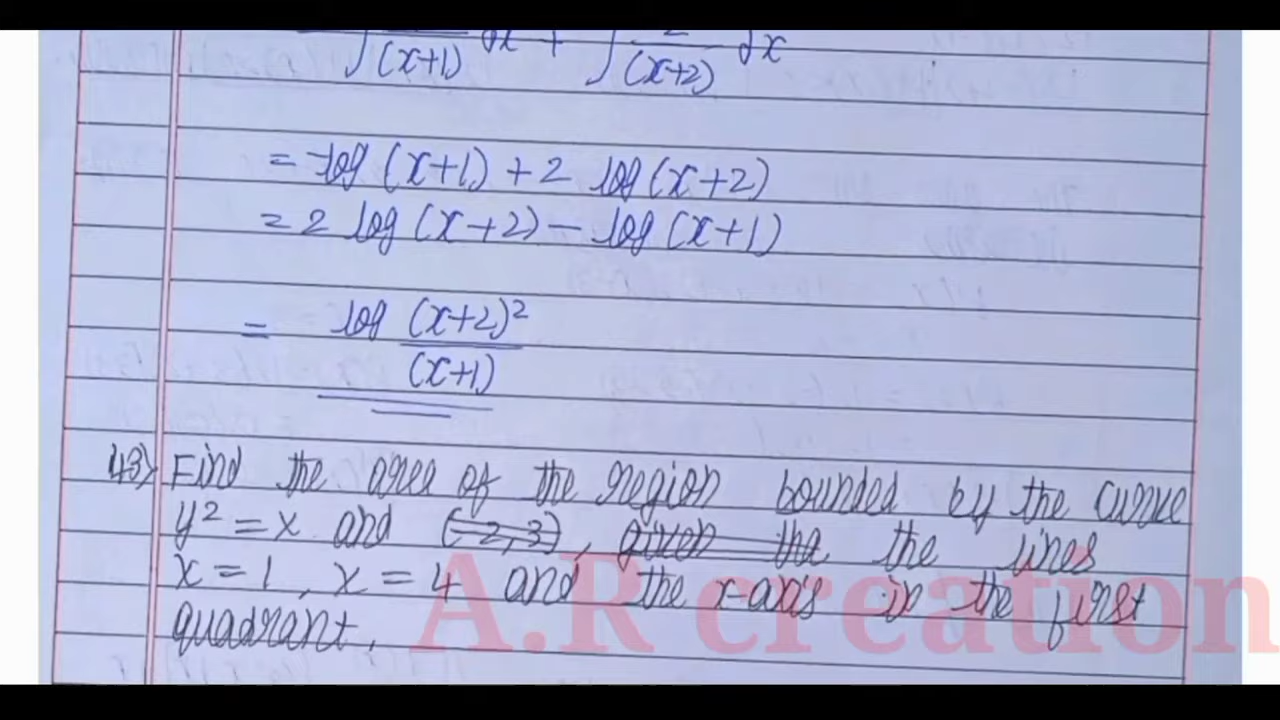 ∫ (x+1) dx + ∫ 2/(x+2) dx
= -log (x+1) + 2 log (x+2)
= 2 log (x+2) - log (x+1)
= log (x+2)²
(x+1)
43) Find the area of the region bounded by the curve
y² = x and (-2,3), given the the lines
x = 1, x = 4 and the x-axis in the first
quadrant.
A.R creation